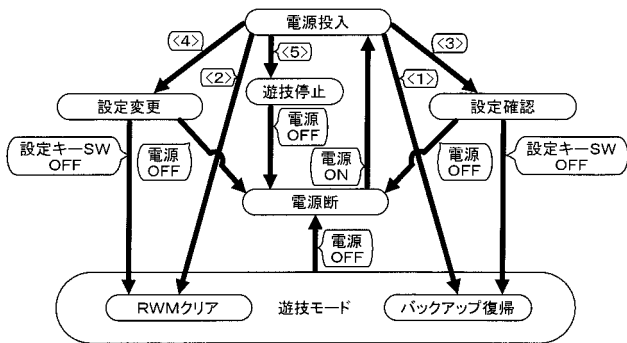 電源投入
<4>
<2>
<5>
<1>
<3>
遊技停止
設定変更
設定確認
設定キーSW
OFF
電源
OFF
電源
OFF
電源
ON
電源
OFF
設定キーSW
OFF
電源断
電源
OFF
RWMクリア
遊技モード
バックアップ復帰